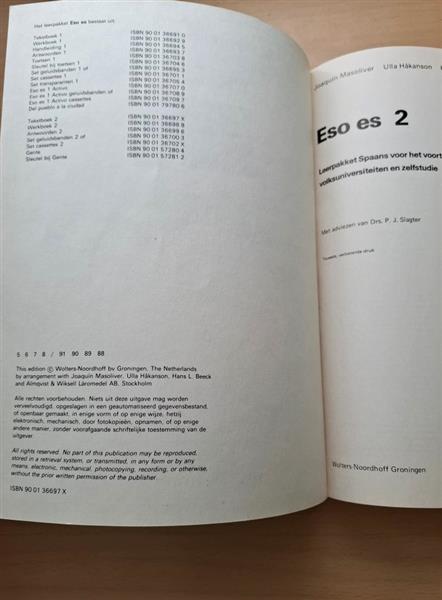 Het leerpakket Eso es bestaat uit:
Tekstboek 1 ISBN 90 01 36691 0
Werkboek 1 ISBN 90 01 36692 9
Handleiding 1 ISBN 90 01 36694 5
Antwoorden 1 ISBN 90 01 36693 7
Toetsen 1 ISBN 90 01 36703 8
Sleutel bij toetsen 1 ISBN 90 01 36704 6
Set geluidsbanden 1 of ISBN 90 01 36695 3
Set cassettes 1 ISBN 90 01 36701 1
Set transparanten 1 ISBN 90 01 36705 4
Eso es 1 Activo ISBN 90 01 36707 0
Eso es 1 Activo geluidsbanden of ISBN 90 01 36708 9
Eso es 1 Activo cassettes ISBN 90 01 36709 7
Del pueblo a la ciudad ISBN 90 01 79780 6
Tekstboek 2 ISBN 90 01 36697 X
Werkboek 2 ISBN 90 01 36698 8
Antwoorden 2 ISBN 90 01 36699 6
Set geluidsbanden 2 of ISBN 90 01 36700 3
Set cassettes 2 ISBN 90 01 36702 X
Gente ISBN 90 01 57280 4
Sleutel bij Gente ISBN 90 01 57281 2
5 6 7 8 / 91 90 89 88
This edition © Wolters-Noordhoff bv Groningen, The Netherlands
by arrangement with Joaquín Masoliver, Ulla Håkanson, Hans L. Beeck
and Almqvist & Wiksell Läromedel AB, Stockholm
Alle rechten voorbehouden. Niets uit deze uitgave mag worden
verveelvoudigd, opgeslagen in een geautomatiseerd gegevensbestand,
of openbaar gemaakt, in enige vorm of op enige wijze, hetzij
elektronisch, mechanisch, door fotokopieën, opnamen, of op enige
andere manier, zonder voorafgaande schriftelijke toestemming van de
uitgever.
All rights reserved. No part of this publication may be reproduced,
stored in a retrieval system, or transmitted, in any form or by any
means, electronic, mechanical, photocopying, recording, or otherwise,
without the prior written permission of the publisher.
ISBN 90 01 36697 X
Joaquín Masoliver Ulla Håkanson
Eso es 2
Leerpakket Spaans voor het voort
volksuniversiteiten en zelfstudie
Met adviezen van Drs. P. J. Slagter
Tweede, verbeterde druk
Wolters-Noordhoff Groningen